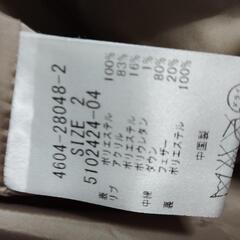 4604-28048-2
SIZE 2
5102424-04
表 ポリエステル 100%
リブ アクリル 83%
ポリエステル 16%
ポリウレタン 1%
中綿 ダウン 80%
フェザー 20%
裏 ポリエステル 100%
中国製